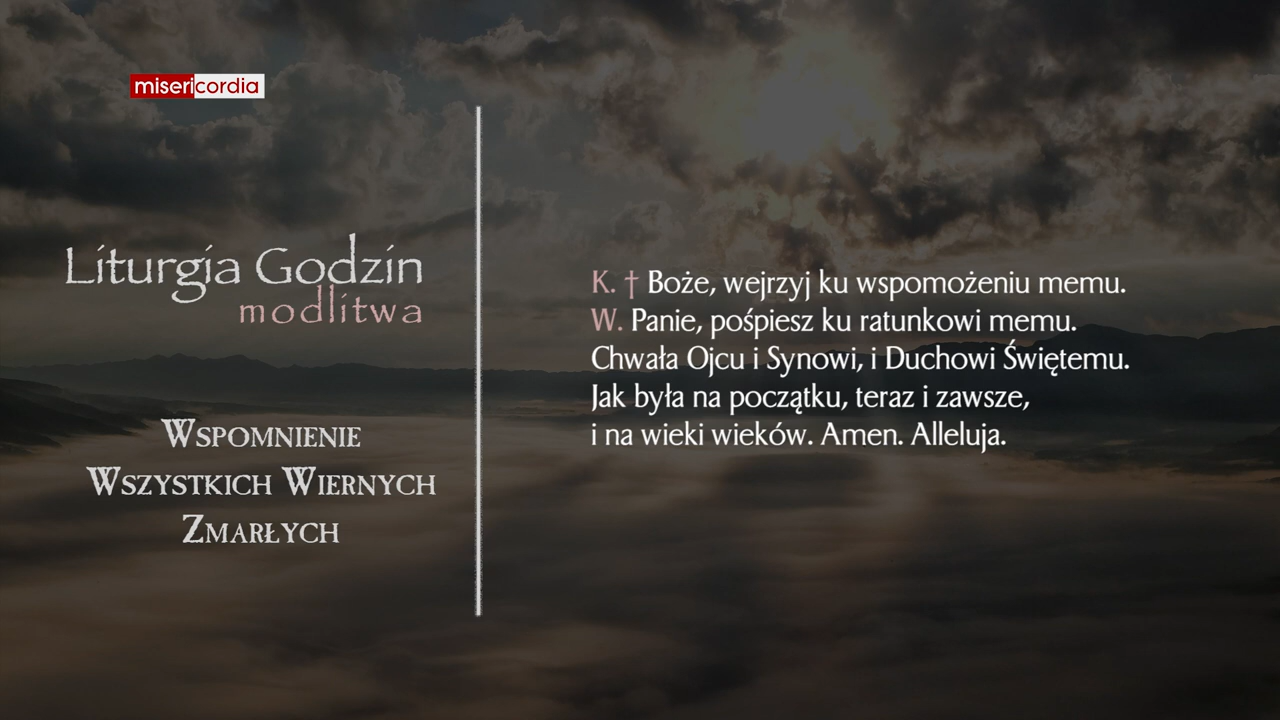 misericordia
Liturgia Godzin
modlitwa
Wspomnienie
Wszystkich Wiernych
Zmarłych
K. † Boże, wejrzyj ku wspomożeniu memu.
W. Panie, pośpiesz ku ratunkowi memu.
Chwała Ojcu i Synowi, i Duchowi Świętemu.
Jak była na początku, teraz i zawsze,
i na wieki wieków. Amen. Alleluja.